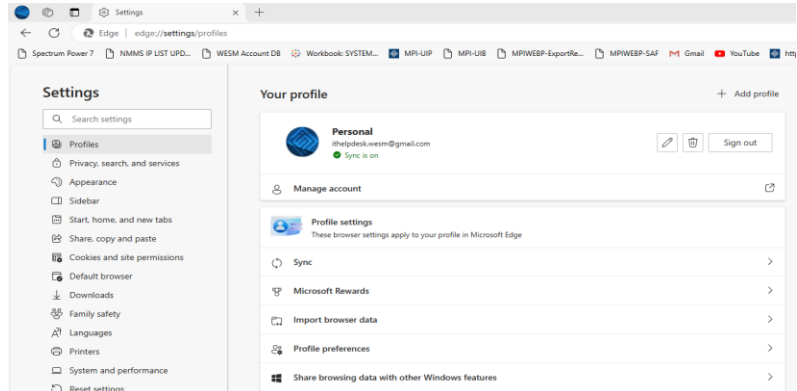 Settings
Edge | edge://settings/profiles
Spectrum Power 7 NMMS IP LIST UPD... WESM Account DB Workbook: SYSTEM... MPI-UIP MPI-UIB MPIWEBP-ExportRe... MPIWEBP-SAF Gmail YouTube htt
Settings
Search settings
Profiles
Privacy, search, and services
Appearance
Sidebar
Start, home, and new tabs
Share, copy and paste
Cookies and site permissions
Default browser
Downloads
Family safety
Languages
Printers
System and performance
Reset settings
Your profile
Add profile
Personal
ithelpdesk.wesm@gmail.com
Sync is on
Sign out
Manage account
Profile settings
These browser settings apply to your profile in Microsoft Edge
Sync
Microsoft Rewards
Import browser data
Profile preferences
Share browsing data with other Windows features